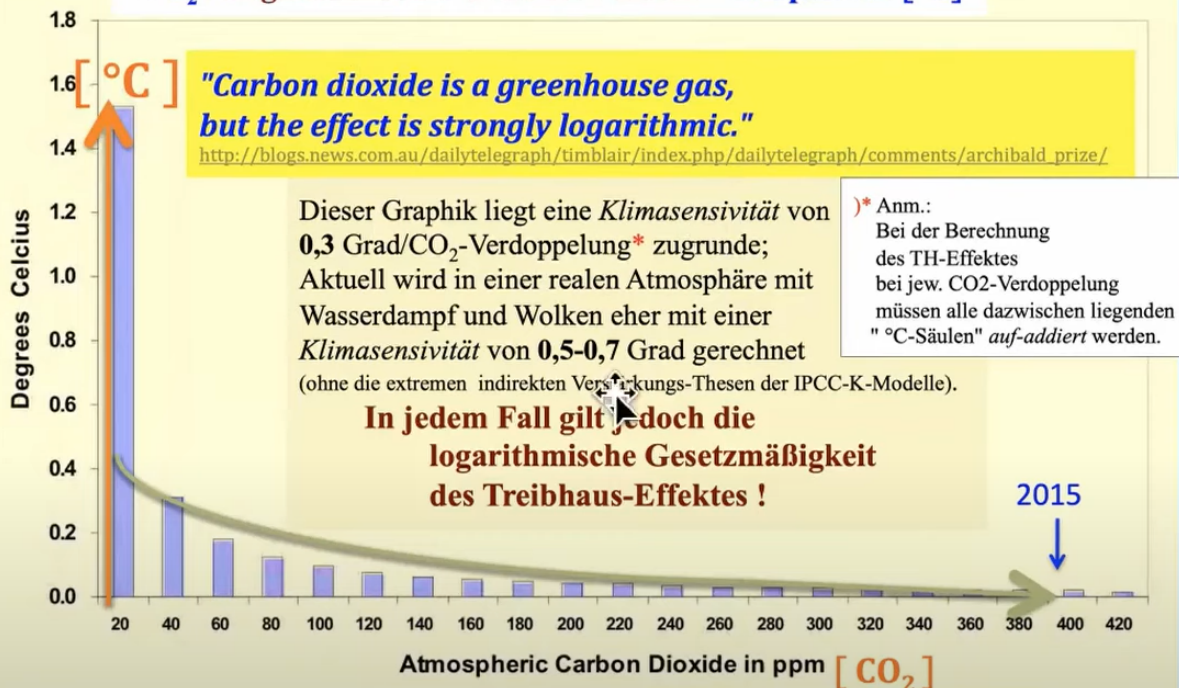 1.8
1.6
1.4
1.2
1.0
0.8
0.6
0.4
0.2
0.0
Degrees Celcius
[ °C ]
"Carbon dioxide is a greenhouse gas,
but the effect is strongly logarithmic."
http://blogs.news.com.au/dailytelegraph/timblair/index.php/dailytelegraph/comments/archibald_prize/
Dieser Graphik liegt eine Klimasensivität von
0,3 Grad/CO₂-Verdoppelung* zugrunde;
Aktuell wird in einer realen Atmosphäre mit
Wasserdampf und Wolken eher mit einer
Klimasensivität von 0,5-0,7 Grad gerechnet
(ohne die extremen indirekten Verstärkungs-Thesen der IPCC-K-Modelle).
)* Anm.:
Bei der Berechnung
des TH-Effektes
bei jew. CO2-Verdoppelung
müssen alle dazwischen liegenden
" °C-Säulen" auf-addiert werden.
In jedem Fall gilt jedoch die
logarithmische Gesetzmäßigkeit
des Treibhaus-Effektes !
2015
20 40 60 80 100 120 140 160 180 200 220 240 260 280 300 320 340 360 380 400 420
Atmospheric Carbon Dioxide in ppm [ CO₂ ]